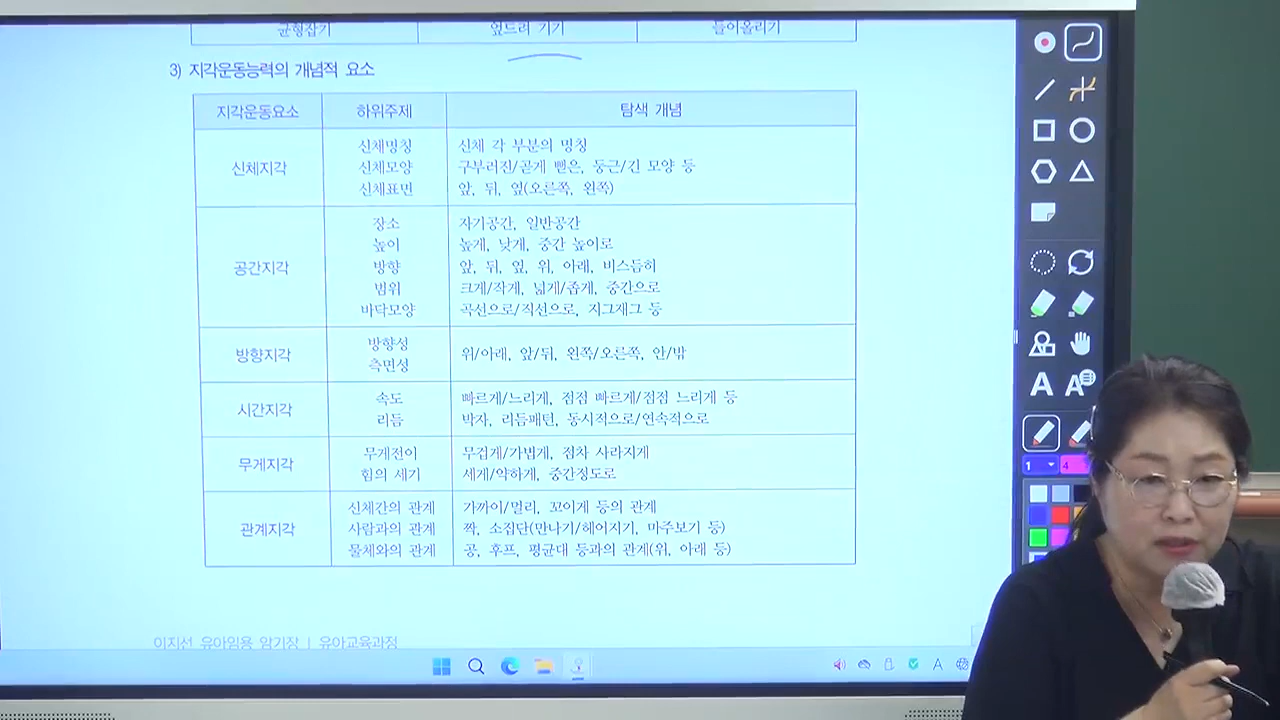 균형잡기 엎드려 기기 들어올리기
3) 지각운동능력의 개념적 요소
지각운동요소 하위주제 탐색 개념
신체지각
신체명칭 신체 각 부분의 명칭
신체모양 구부러진/곧게 뻗은, 둥근/긴 모양 등
신체표면 앞, 뒤, 옆(오른쪽, 왼쪽)
공간지각
장소 자기공간, 일반공간
높이 높게, 낮게, 중간 높이로
방향 앞, 뒤, 옆, 위, 아래, 비스듬히
범위 크게/작게, 넓게/좁게, 중간으로
바닥모양 곡선으로/직선으로, 지그재그 등
방향지각
방향성
측면성
위/아래, 앞/뒤, 왼쪽/오른쪽, 안/밖
시간지각
속도 빠르게/느리게, 점점 빠르게/점점 느리게 등
리듬 박자, 리듬패턴, 동시적으로/연속적으로
무게지각
무게전이 무겁게/가볍게, 점차 사라지게
힘의 세기 세게/약하게, 중간정도로
관계지각
신체간의 관계 가까이/멀리, 꼬이게 등의 관계
사람과의 관계 짝, 소집단(만나기/헤어지기, 마주보기 등)
물체와의 관계 공, 후프, 평균대 등과의 관계(위, 아래 등)
이지선 유아임용 암기장 | 유아교육과정
A A
1 4
A